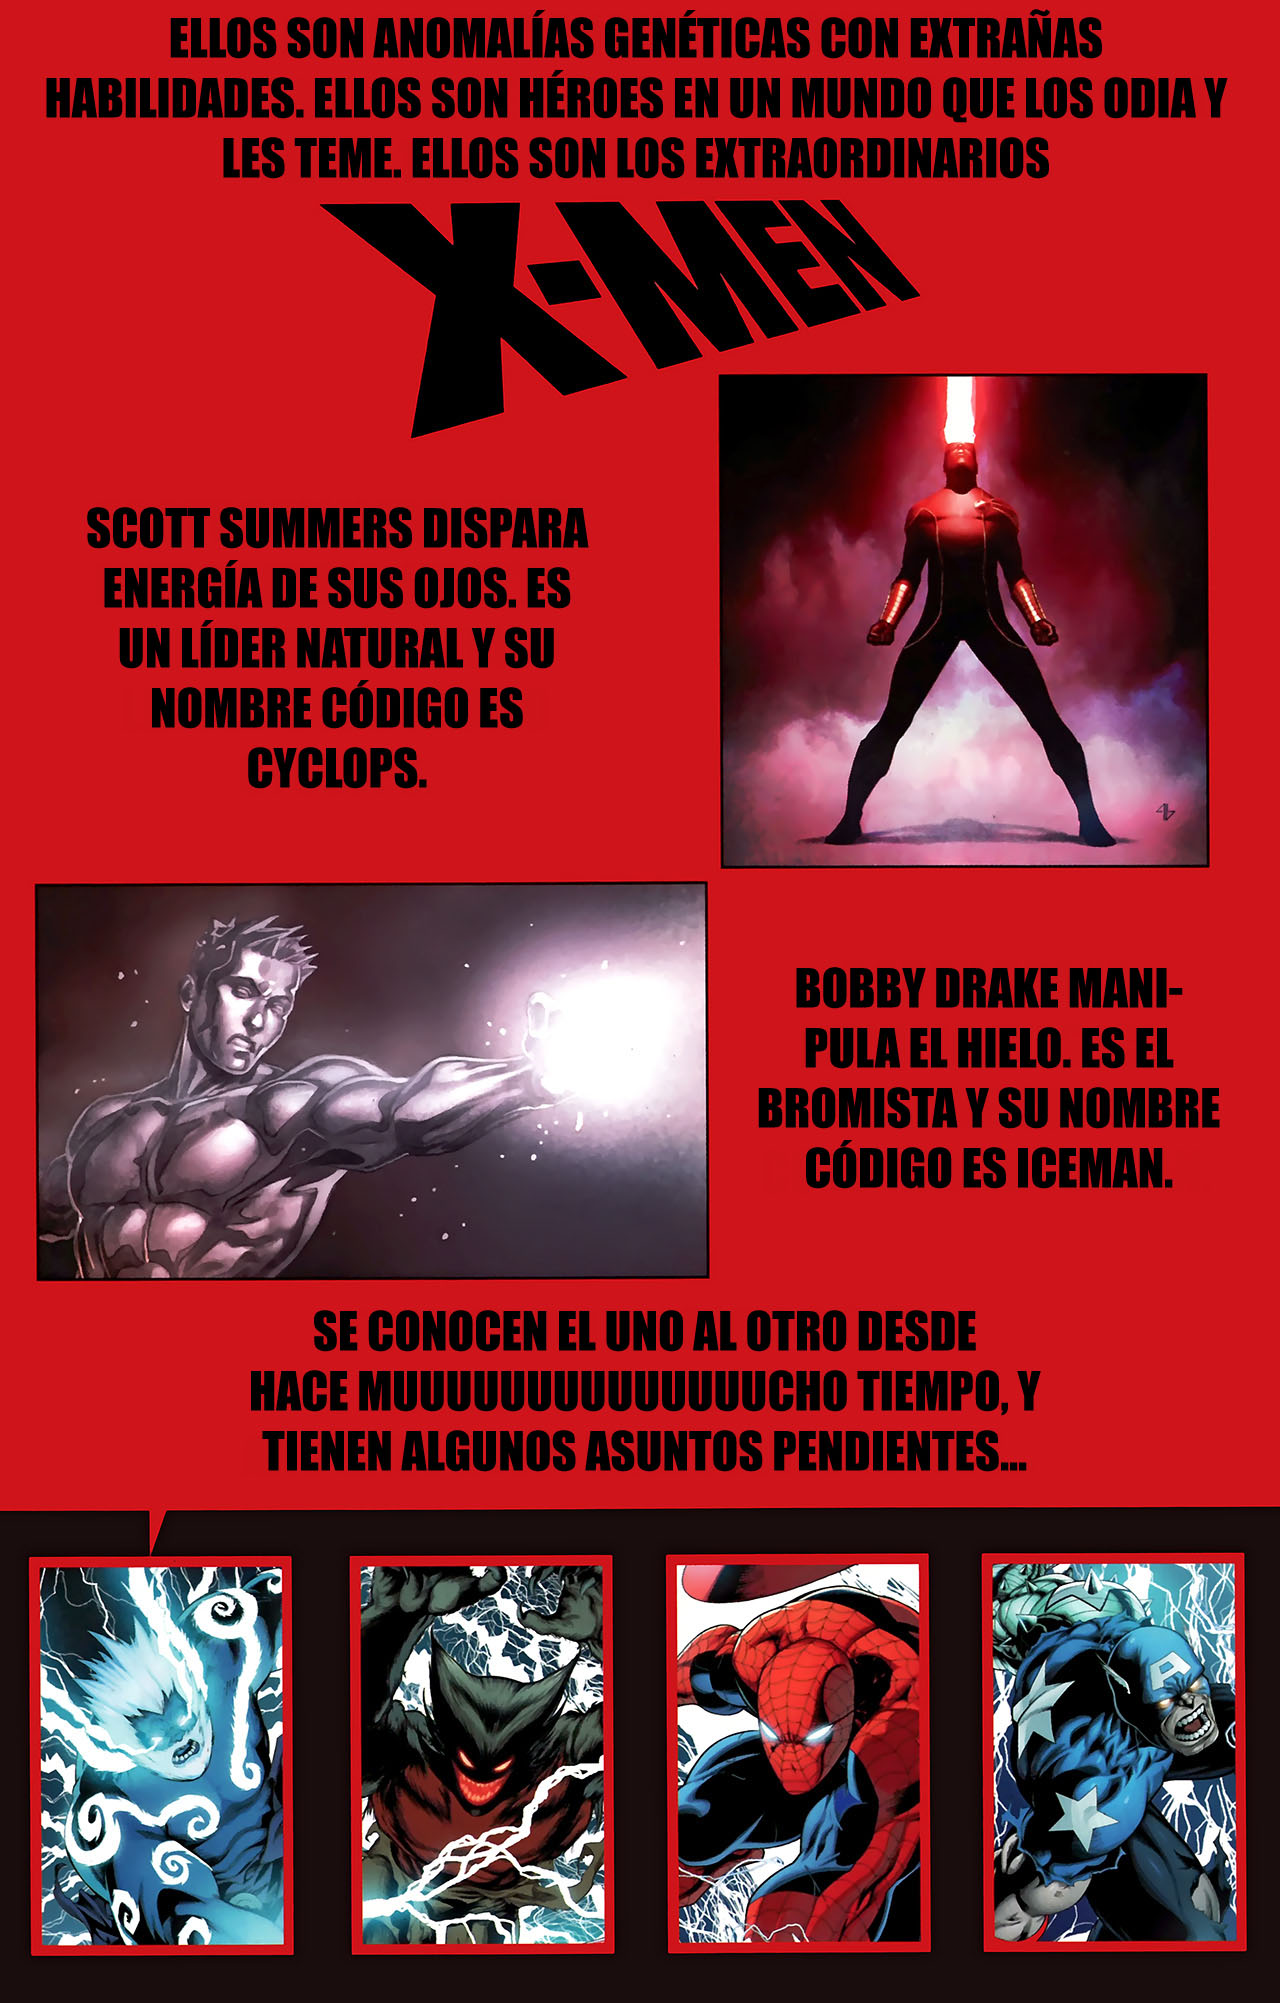 ELLOS SON ANOMALÍAS GENÉTICAS CON EXTRAÑAS
HABILIDADES. ELLOS SON HÉROES EN UN MUNDO QUE LOS ODIA Y
LES TEME. ELLOS SON LOS EXTRAORDINARIOS
X-MEN
SCOTT SUMMERS DISPARA
ENERGÍA DE SUS OJOS. ES
UN LÍDER NATURAL Y SU
NOMBRE CÓDIGO ES
CYCLOPS.
BOBBY DRAKE MANI-
PULA EL HIELO. ES EL
BROMISTA Y SU NOMBRE
CÓDIGO ES ICEMAN.
SE CONOCEN EL UNO AL OTRO DESDE
HACE MUUUUUUUUUUUUUUUCHO TIEMPO, Y
TIENEN ALGUNOS ASUNTOS PENDIENTES...
A